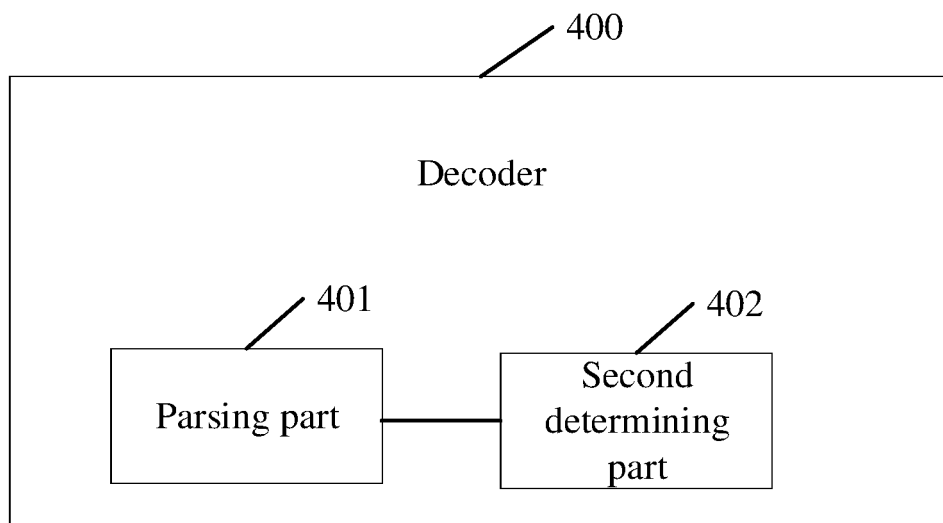 400
Decoder
401
402
Parsing part
Second
determining
part